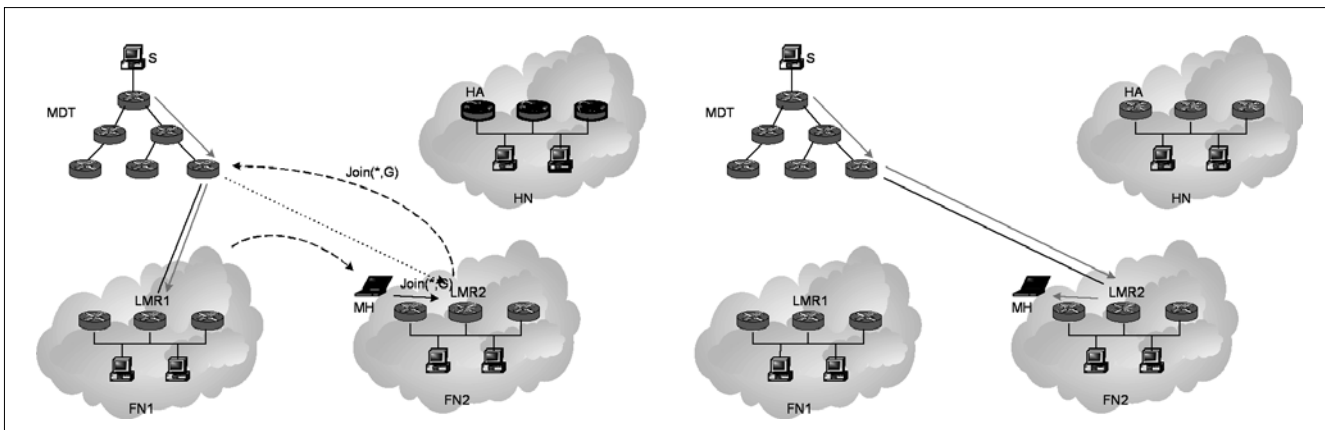 S
MDT
HA
Join(*,G)
HN
LMR1
MH
Join(*,G)
LMR2
FN1
FN2
S
MDT
HA
HN
LMR1
MH
LMR2
FN1
FN2